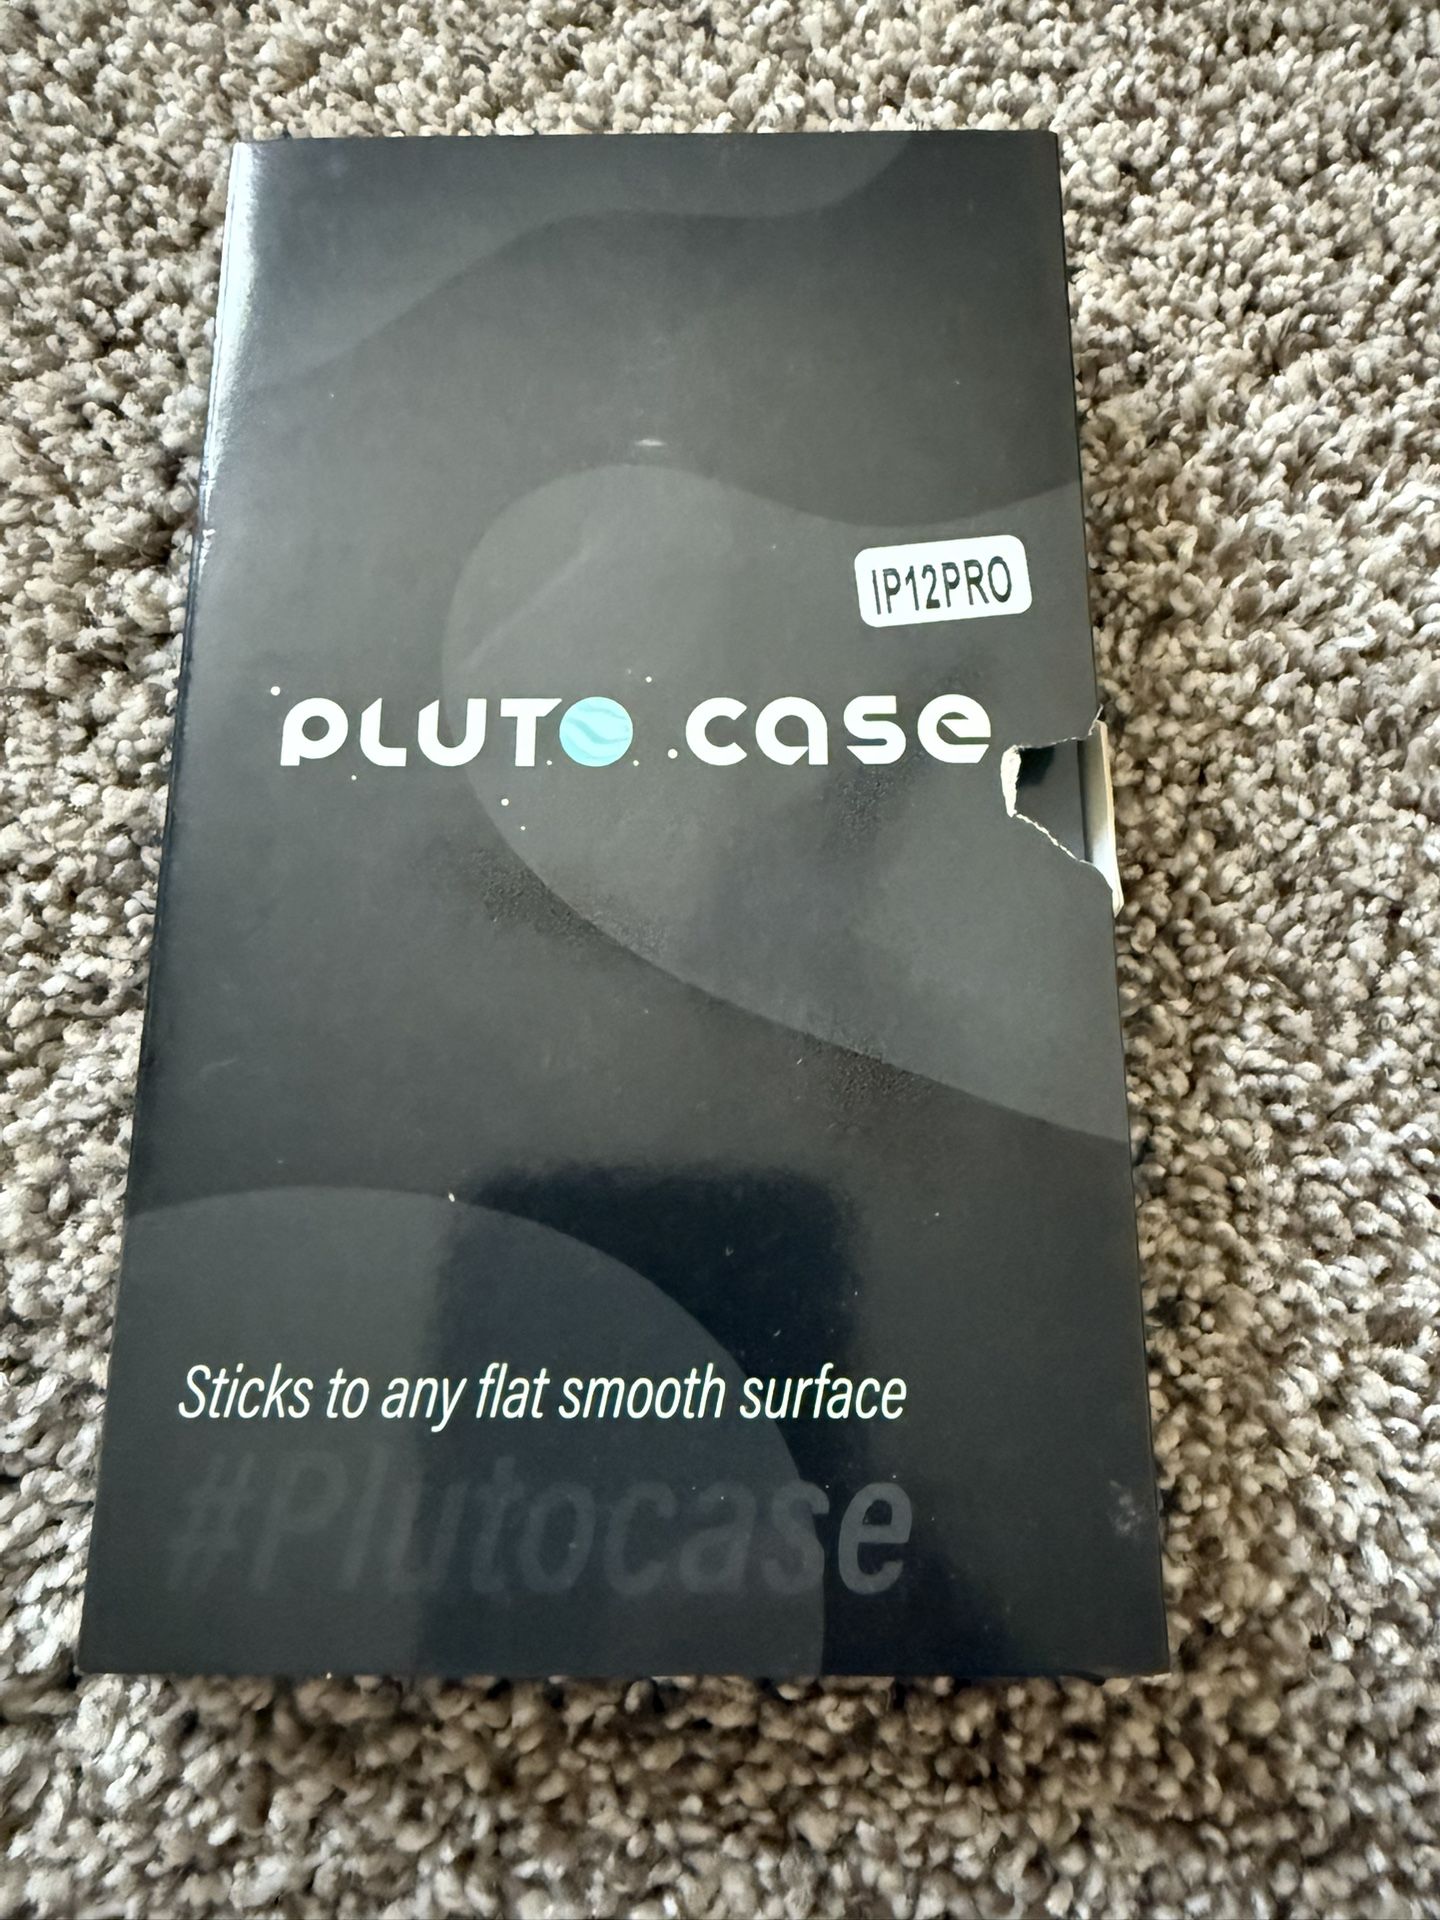 IP12PRO
PLUTO CASE
Sticks to any flat smooth surface
#Plutocase